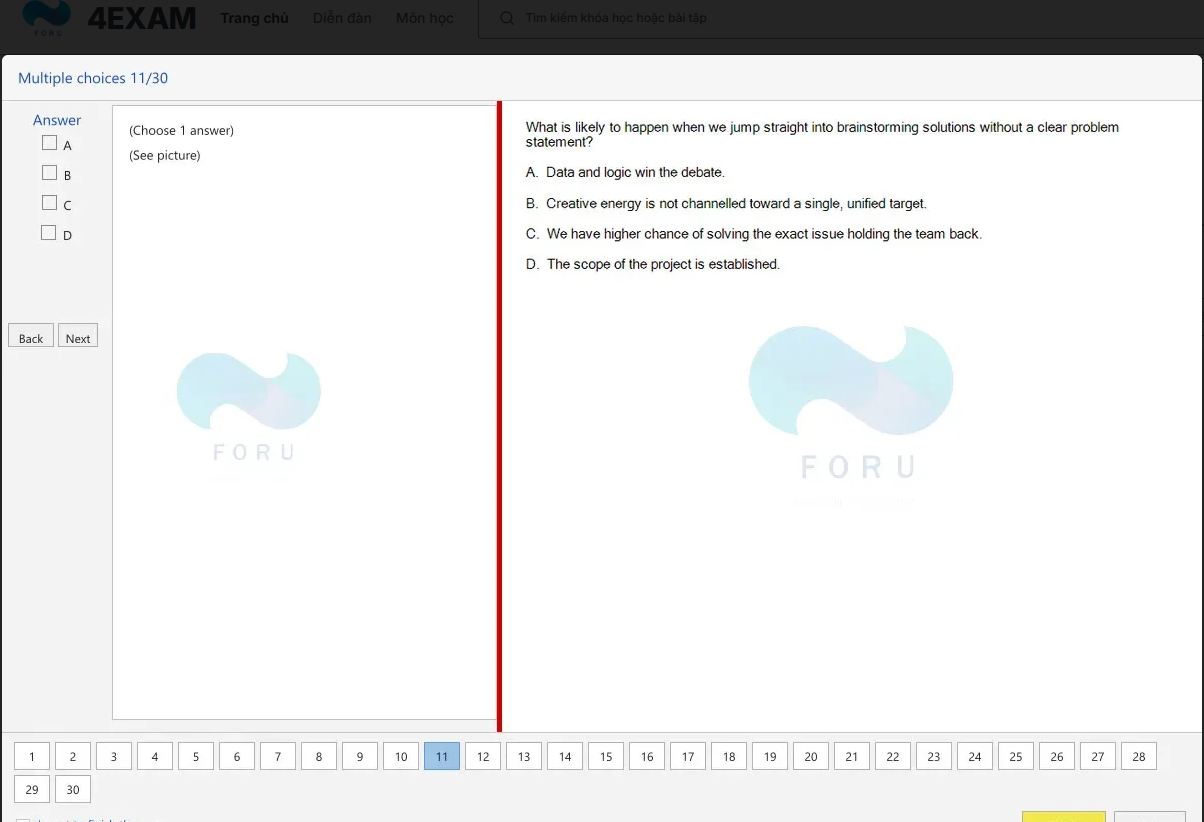 FORU
4EXAM
Trang chủ
Diễn đàn
Môn học
Tìm kiếm khóa học hoặc bài tập
Multiple choices 11/30
Answer
A
B
C
D
Back
Next
(Choose 1 answer)
(See picture)
FORU
What is likely to happen when we jump straight into brainstorming solutions without a clear problem
statement?
A. Data and logic win the debate.
B. Creative energy is not channelled toward a single, unified target.
C. We have higher chance of solving the exact issue holding the team back.
D. The scope of the project is established.
FORU
1 2 3 4 5 6 7 8 9 10 11 12 13 14 15 16 17 18 19 20 21 22 23 24 25 26 27 28
29 30